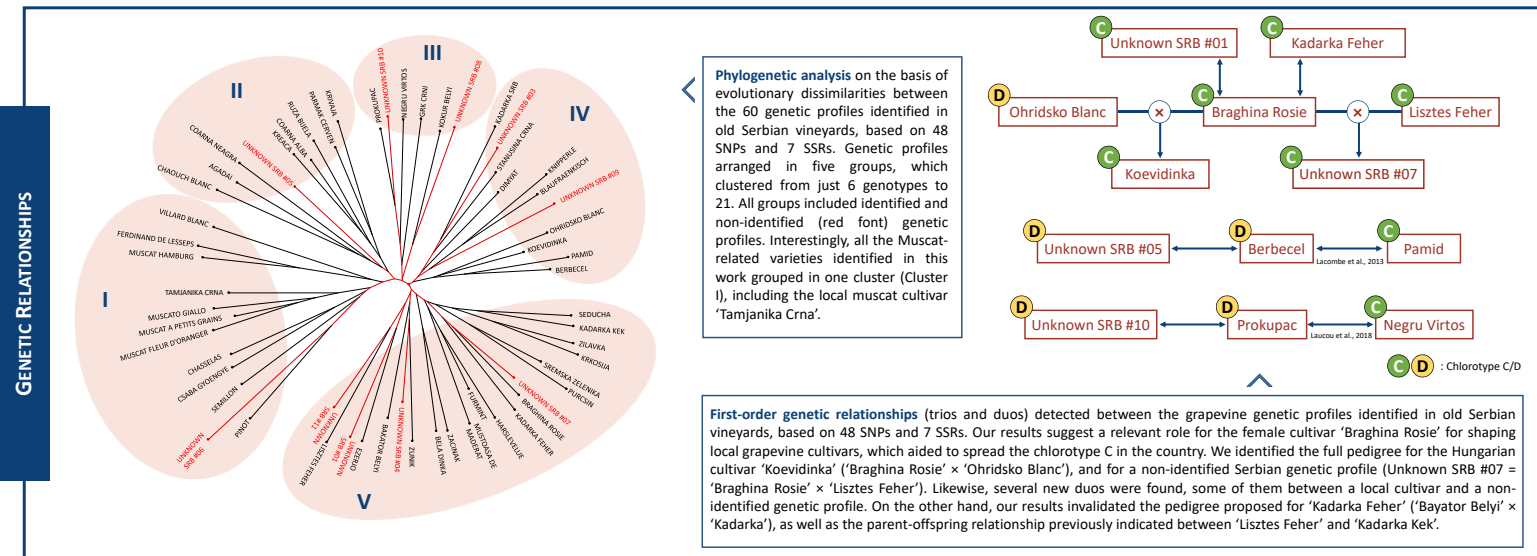 GENETIC RELATIONSHIPS
I
II
III
IV
V
PINOT
UNKNOWN
SRB #06
SEMILLON
CSABA GYOENGYE
CHASSELAS
MUSCAT FLEUR D'ORANGER
MUSCAT A PETITS GRAINS
MUSCATO GIALLO
TAMJANIKA CRNA
MUSCAT HAMBURG
FERDINAND DE LESSEPS
VILLARD BLANC
CHAOUCH BLANC
AGADAI
COARNA NEAGRA
UNKNOWN SRB #05
KREACA
COARNA ALBA
RUZA BIJELA
PARMAK CERVEN
KRIVAJA
PROKUPAC
UNKNOWN SRB #10
NEGRU VIRTOS
GRK CRNI
KOKUR BELYI
UNKNOWN SRB #08
KADARKA SRB
UNKNOWN SRB #03
STANUSINA CRNA
DIMYAT
KNIPPERLE
BLAUFRAENKISCH
UNKNOWN SRB #09
OHRIDSKO BLANC
KOEVIDINKA
PAMID
BERBECEL
SEDUCHA
KADARKA KEK
ZILAVKA
KRKOSIJA
SREMSKA ZELENIKA
PURCSIN
UNKNOWN SRB #07
BRAGHINA ROSIE
KADARKA FEHER
HARSLEVELUE
FURMINT
MUSTOASA DE
MADERAT
ZACINAK
BELA DINKA
ZUNIK
UNKNOWN SRB #04
BAKATOR BELYI
EZERJO
UNKNOWN
SRB #01
LISZTES FEHER
UNKNOWN
SRB #11
Phylogenetic analysis on the basis of
evolutionary dissimilarities between
the 60 genetic profiles identified in
old Serbian vineyards, based on 48
SNPs and 7 SSRs. Genetic profiles
arranged in five groups, which
clustered from just 6 genotypes to
21. All groups included identified and
non-identified (red font) genetic
profiles. Interestingly, all the Muscat-
related varieties identified in this
work grouped in one cluster (Cluster
I), including the local muscat cultivar
‘Tamjanika Crna’.
C Unknown SRB #01 C Kadarka Feher
D Ohridsko Blanc × C Braghina Rosie × C Lisztes Feher
C Koevidinka C Unknown SRB #07
D Unknown SRB #05 D Berbecel C Pamid
Lacombe et al., 2013
D Unknown SRB #10 D Prokupac C Negru Virtos
Laucou et al., 2018
C D : Chlorotype C/D
First-order genetic relationships (trios and duos) detected between the grapevine genetic profiles identified in old Serbian
vineyards, based on 48 SNPs and 7 SSRs. Our results suggest a relevant role for the female cultivar ‘Braghina Rosie’ for shaping
local grapevine cultivars, which aided to spread the chlorotype C in the country. We identified the full pedigree for the Hungarian
cultivar ‘Koevidinka’ (‘Braghina Rosie’ × ‘Ohridsko Blanc’), and for a non-identified Serbian genetic profile (Unknown SRB #07 =
‘Braghina Rosie’ × ‘Lisztes Feher’). Likewise, several new duos were found, some of them between a local cultivar and a non-
identified genetic profile. On the other hand, our results invalidated the pedigree proposed for ‘Kadarka Feher’ (‘Bayator Belyi’ ×
‘Kadarka’), as well as the parent-offspring relationship previously indicated between ‘Lisztes Feher’ and ‘Kadarka Kek’.